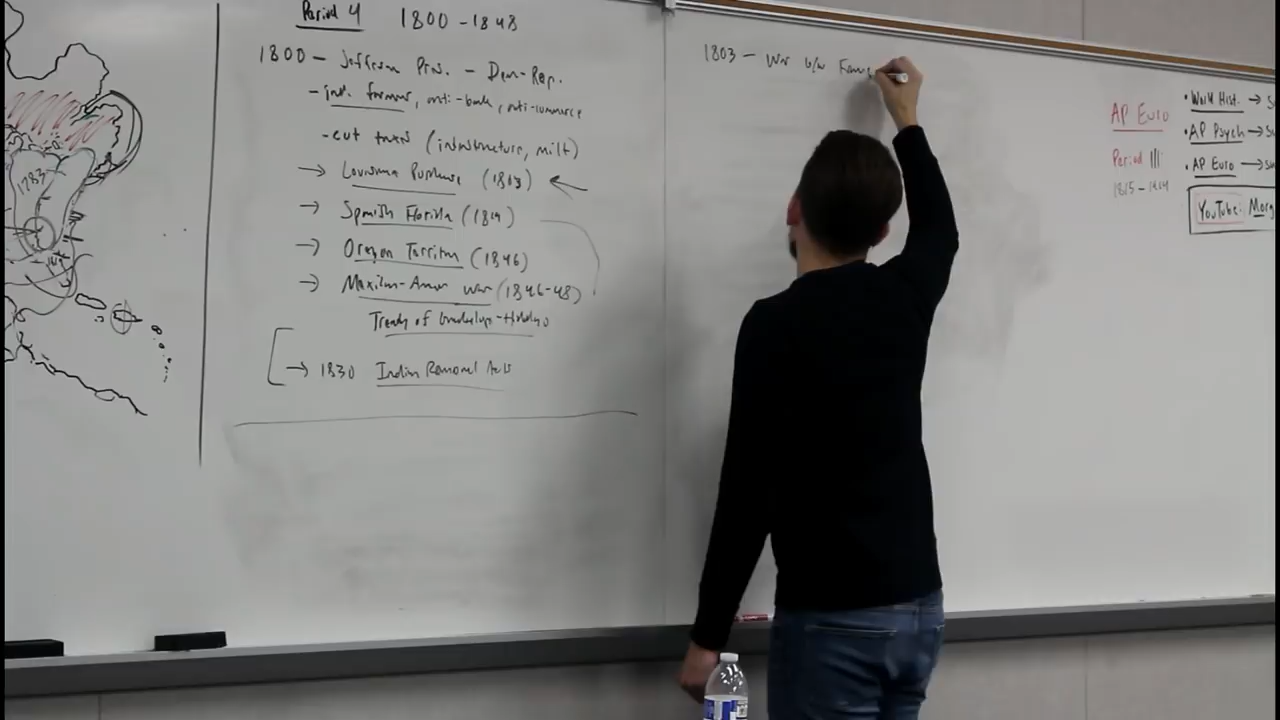 1783
Period 4 1800-1848
1800 - Jefferson Pres. - Dem-Rep.
- ind. farmer, anti-bank, anti-commerce
- cut taxes (infrastructure, milt)
→ Louisiana Purchase (1803) ←
→ Spanish Florida (1819)
→ Oregon Territory (1846)
→ Mexican-Amer War (1846-48)
Treaty of Guadalupe-Hidalgo
→ 1830 Indian Removal Acts
1803 - War b/w
AP Euro
Period III
1815-1914
• World Hist. → S
• AP Psych → S
• AP Euro → S
YouTube: Morg